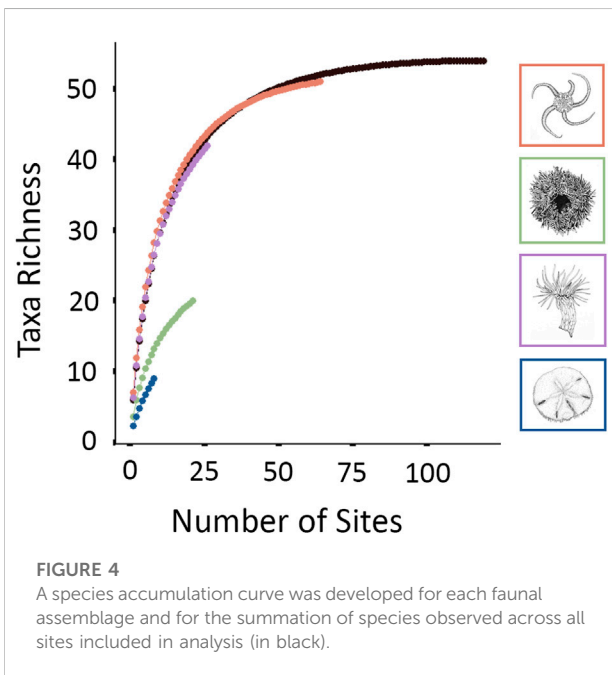 50
40
30
20
10
0
Taxa Richness
0 25 50 75 100
Number of Sites
FIGURE 4
A species accumulation curve was developed for each faunal
assemblage and for the summation of species observed across all
sites included in analysis (in black).